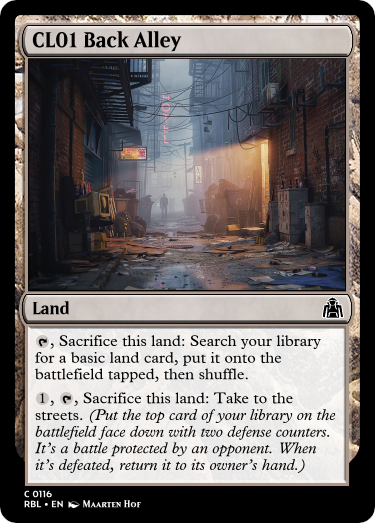 CL01 Back Alley
HOTEL
Land
, Sacrifice this land: Search your library
for a basic land card, put it onto the
battlefield tapped, then shuffle.
1, , Sacrifice this land: Take to the
streets. (Put the top card of your library on the
battlefield face down with two defense counters.
It's a battle protected by an opponent. When
it's defeated, return it to its owner's hand.)
C 0116
RBL • EN Maarten Hof